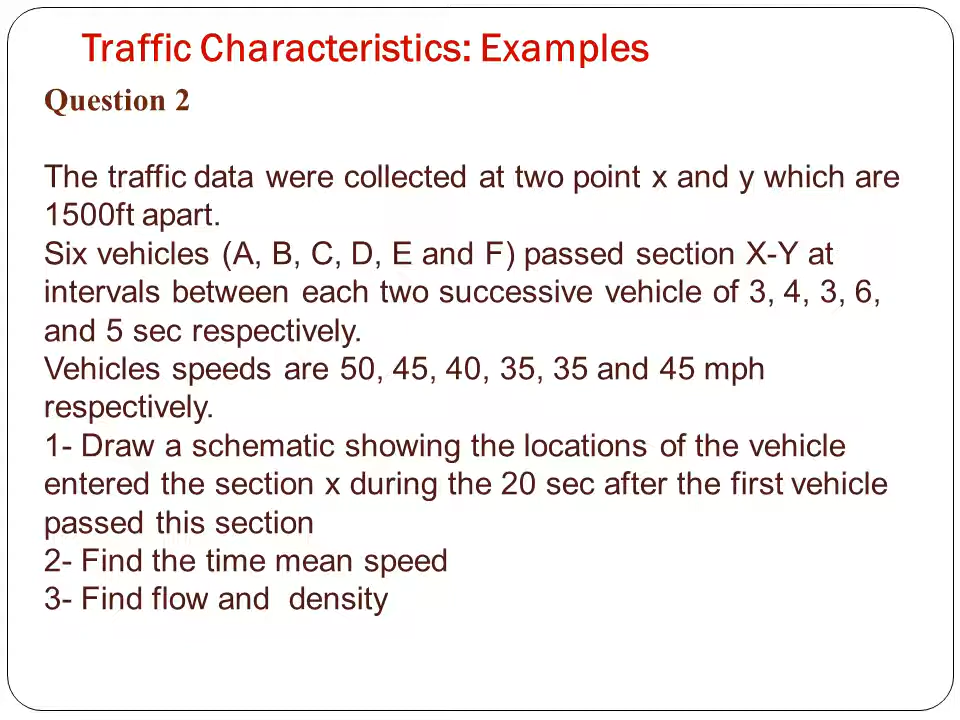 Traffic Characteristics: Examples
Question 2
The traffic data were collected at two point x and y which are
1500ft apart.
Six vehicles (A, B, C, D, E and F) passed section X-Y at
intervals between each two successive vehicle of 3, 4, 3, 6,
and 5 sec respectively.
Vehicles speeds are 50, 45, 40, 35, 35 and 45 mph
respectively.
1- Draw a schematic showing the locations of the vehicle
entered the section x during the 20 sec after the first vehicle
passed this section
2- Find the time mean speed
3- Find flow and  density